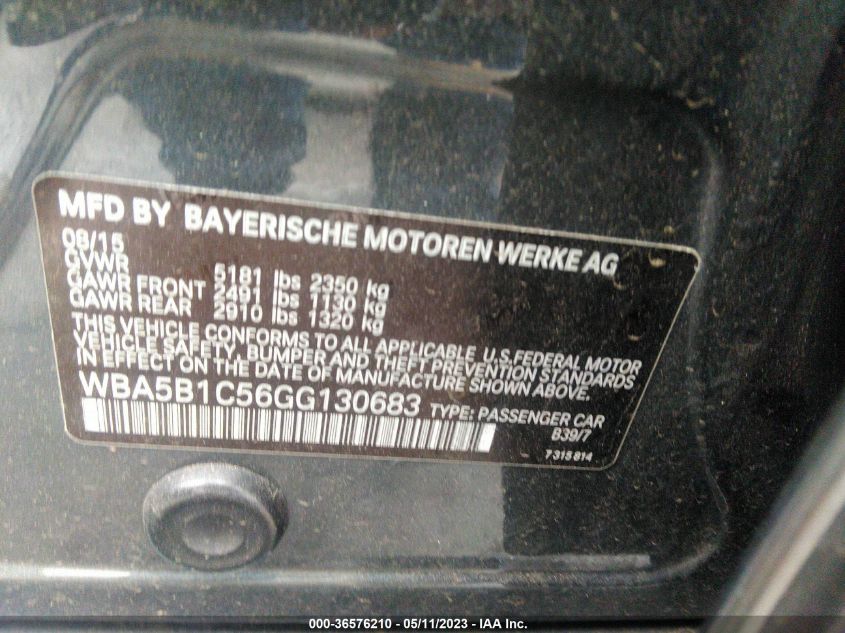 MFD BY BAYERISCHE MOTOREN WERKE AG
08/15
GVWR 5181 lbs 2350 kg
GAWR FRONT 2491 lbs 1130 kg
GAWR REAR 2910 lbs 1320 kg
THIS VEHICLE CONFORMS TO ALL APPLICABLE U.S.FEDERAL MOTOR
VEHICLE SAFETY, BUMPER AND THEFT PREVENTION STANDARDS
IN EFFECT ON THE DATE OF MANUFACTURE SHOWN ABOVE.
WBA5B1C56GG130683 TYPE: PASSENGER CAR
B39/7
7315814
000-36576210 - 05/11/2023 - IAA Inc.